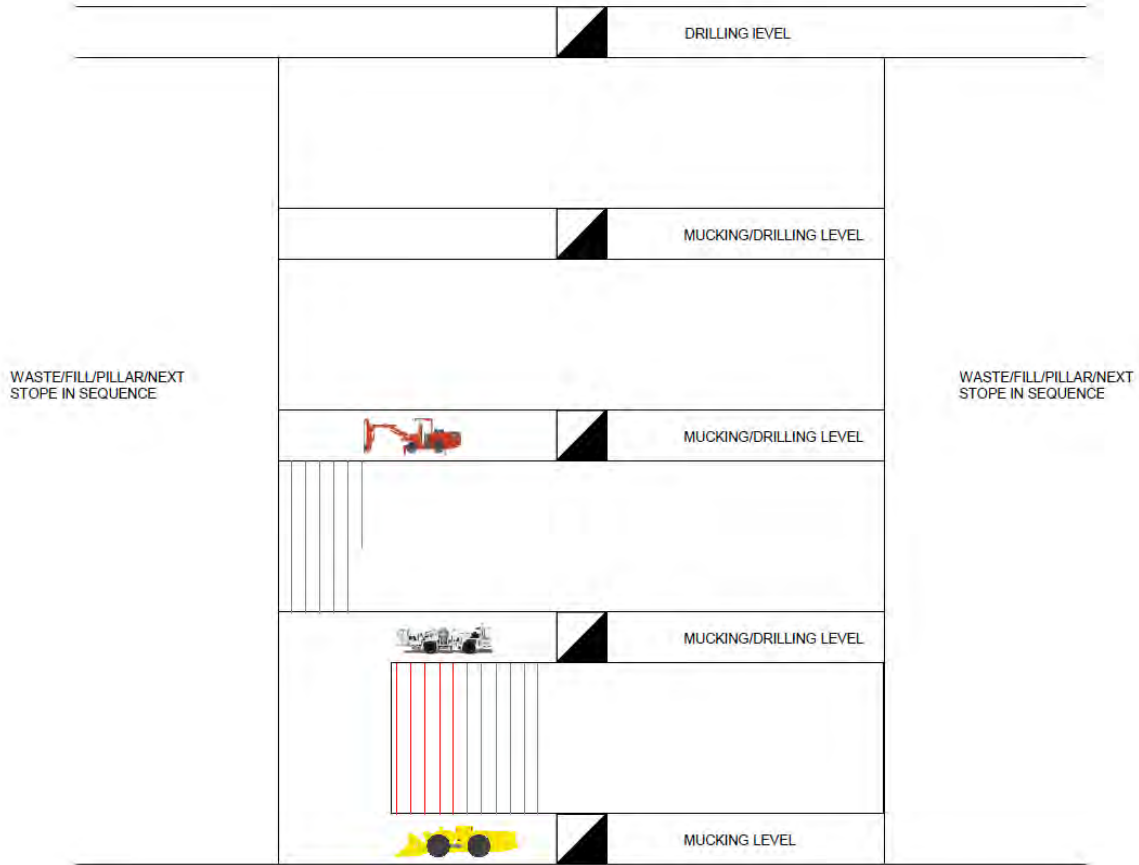 DRILLING lEVEL
MUCKING/DRILLING LEVEL
WASTE/FILL/PILLAR/NEXT
STOPE IN SEQUENCE
WASTE/FILL/PILLAR/NEXT
STOPE IN SEQUENCE
MUCKING/DRILLING LEVEL
MUCKING/DRILLING LEVEL
MUCKING LEVEL